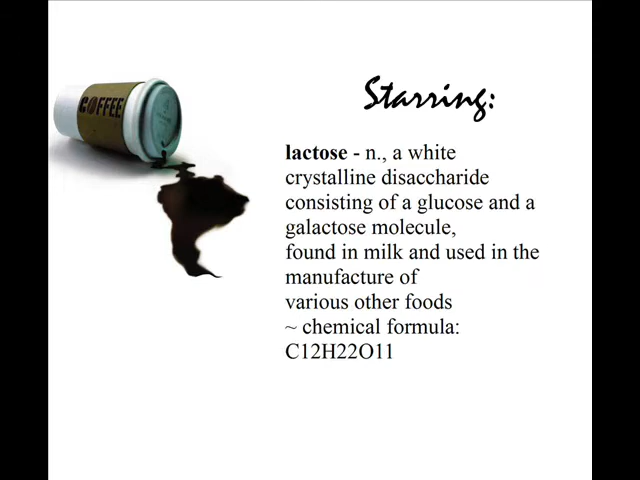 COFFEE
Starring:
lactose - n., a white
crystalline disaccharide
consisting of a glucose and a
galactose molecule,
found in milk and used in the
manufacture of
various other foods
~ chemical formula:
C12H22O11